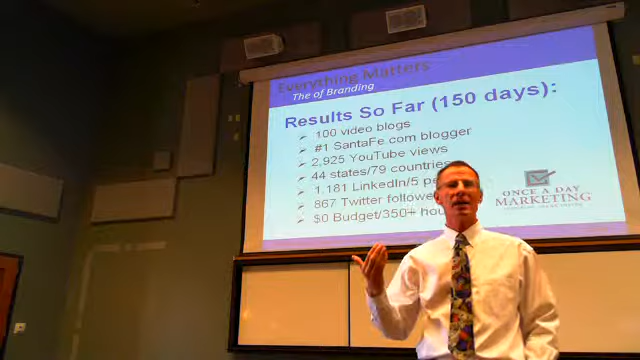 Everything Matters
The of Branding
Results So Far (150 days):
100 video blogs
#1 SantaFe.com blogger
2,925 YouTube views
44 states/79 countries
1,181 LinkedIn/5
867 Twitter
$0 Budget/350+
ONCE A DAY
MARKETING